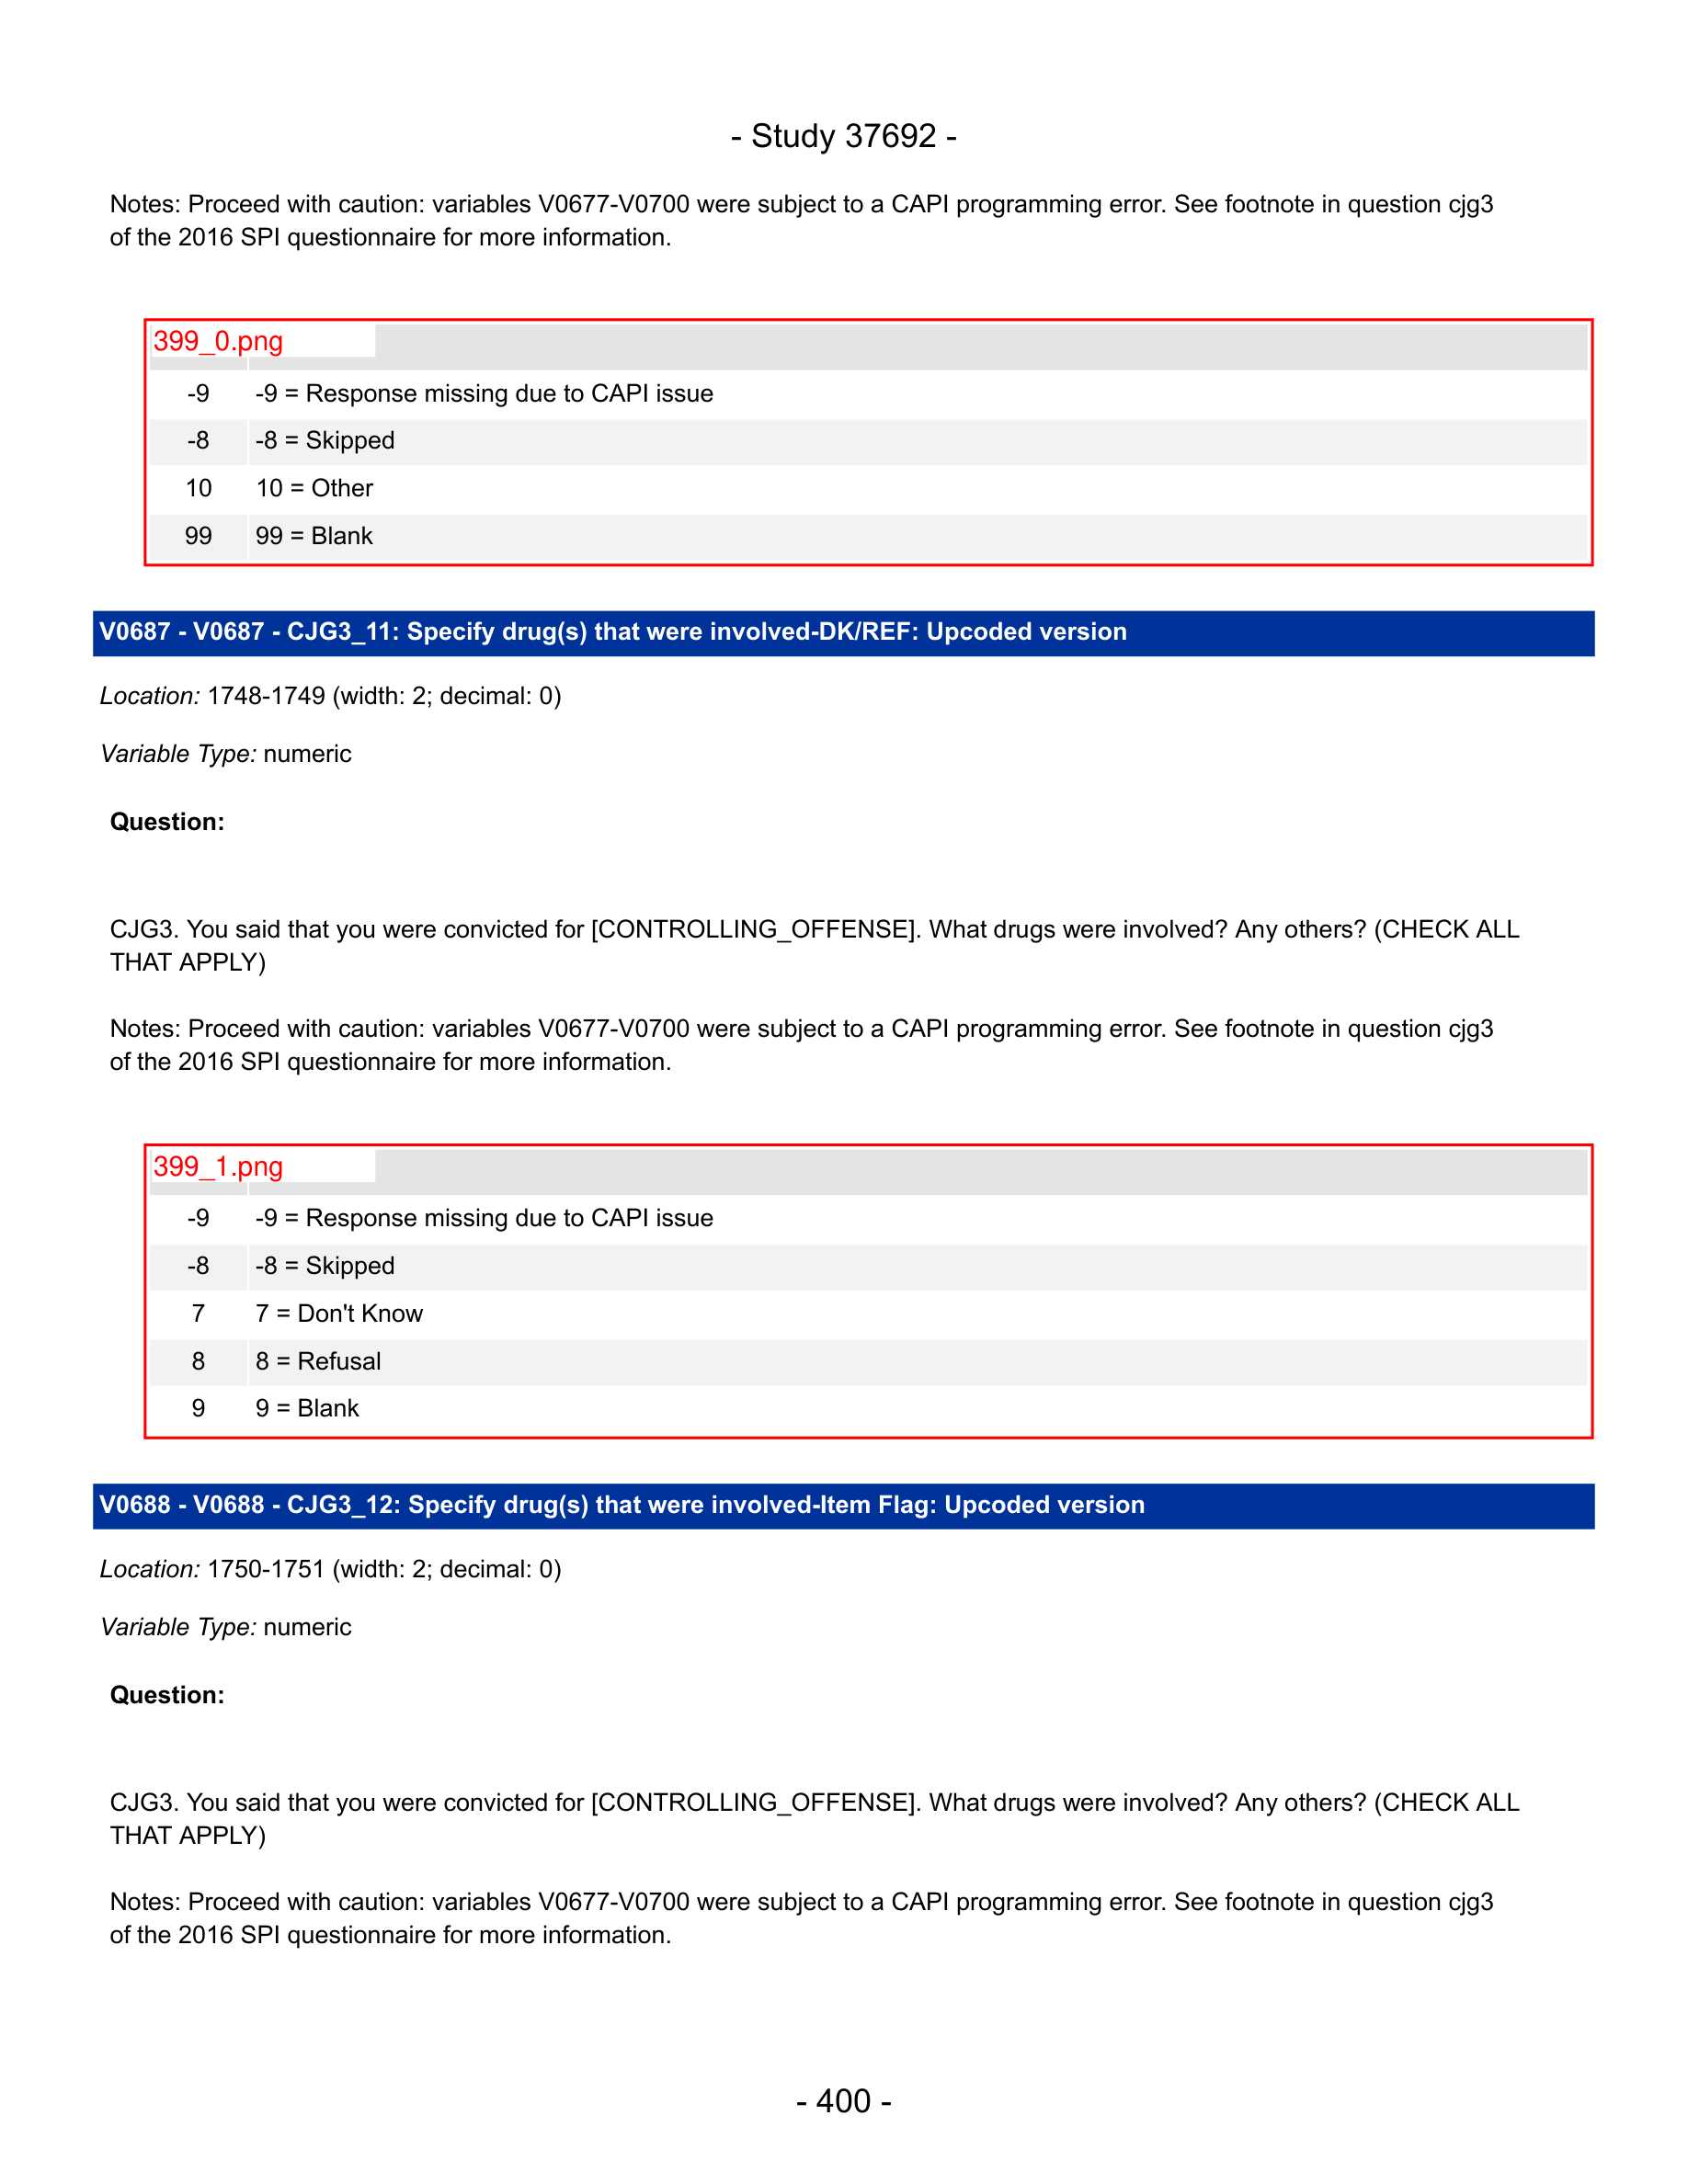 - Study 37692 -
Notes: Proceed with caution: variables V0677-V0700 were subject to a CAPI programming error. See footnote in question cjg3
of the 2016 SPI questionnaire for more information.
399_0.png
-9 -9 = Response missing due to CAPI issue
-8 -8 = Skipped
10 10 = Other
99 99 = Blank
V0687 - V0687 - CJG3_11: Specify drug(s) that were involved-DK/REF: Upcoded version
Location: 1748-1749 (width: 2; decimal: 0)
Variable Type: numeric
Question:
CJG3. You said that you were convicted for [CONTROLLING_OFFENSE]. What drugs were involved? Any others? (CHECK ALL
THAT APPLY)
Notes: Proceed with caution: variables V0677-V0700 were subject to a CAPI programming error. See footnote in question cjg3
of the 2016 SPI questionnaire for more information.
399_1.png
-9 -9 = Response missing due to CAPI issue
-8 -8 = Skipped
7 7 = Don't Know
8 8 = Refusal
9 9 = Blank
V0688 - V0688 - CJG3_12: Specify drug(s) that were involved-Item Flag: Upcoded version
Location: 1750-1751 (width: 2; decimal: 0)
Variable Type: numeric
Question:
CJG3. You said that you were convicted for [CONTROLLING_OFFENSE]. What drugs were involved? Any others? (CHECK ALL
THAT APPLY)
Notes: Proceed with caution: variables V0677-V0700 were subject to a CAPI programming error. See footnote in question cjg3
of the 2016 SPI questionnaire for more information.
- 400 -